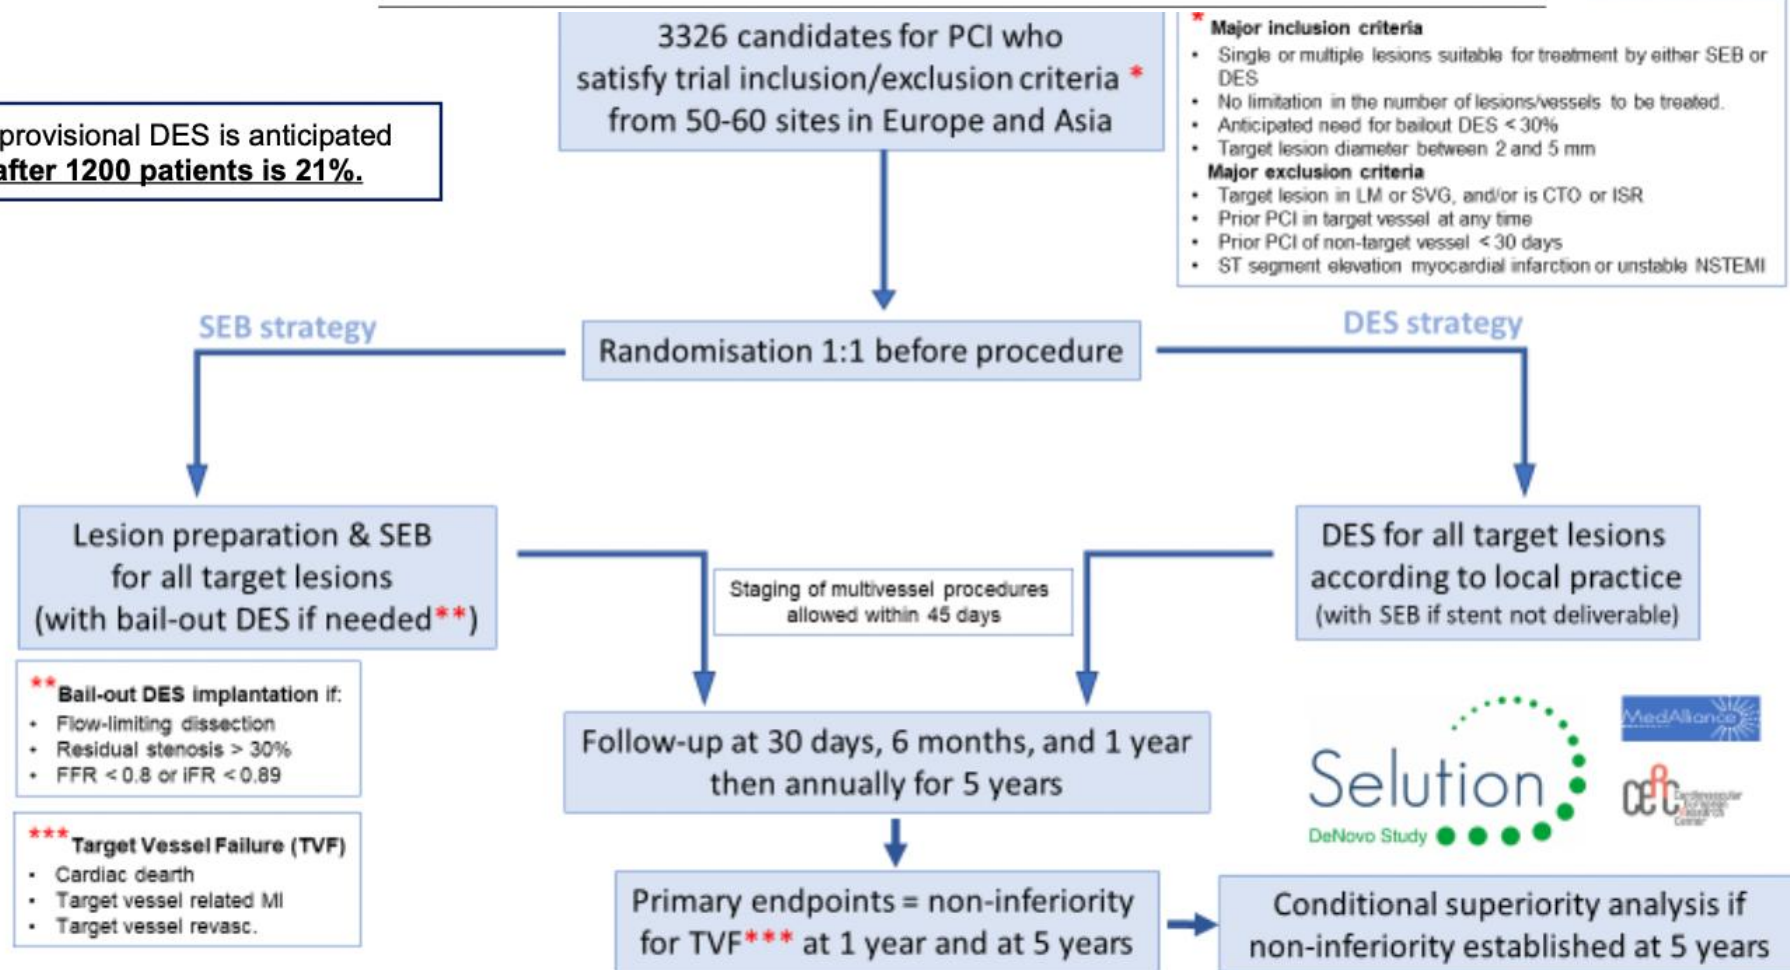 3326 candidates for PCI who
satisfy trial inclusion/exclusion criteria *
from 50-60 sites in Europe and Asia
* Major inclusion criteria
• Single or multiple lesions suitable for treatment by either SEB or
DES
• No limitation in the number of lesions/vessels to be treated.
• Anticipated need for bailout DES < 30%
• Target lesion diameter between 2 and 5 mm
Major exclusion criteria
• Target lesion in LM or SVG, and/or is CTO or ISR
• Prior PCI in target vessel at any time
• Prior PCI of non-target vessel < 30 days
• ST segment elevation myocardial infarction or unstable NSTEMI
provisional DES is anticipated
after 1200 patients is 21%.
SEB strategy
Randomisation 1:1 before procedure
DES strategy
Lesion preparation & SEB
for all target lesions
(with bail-out DES if needed**)
Staging of multivessel procedures
allowed within 45 days
DES for all target lesions
according to local practice
(with SEB if stent not deliverable)
**Bail-out DES implantation if:
• Flow-limiting dissection
• Residual stenosis > 30%
• FFR < 0.8 or iFR < 0.89
***Target Vessel Failure (TVF)
• Cardiac dearth
• Target vessel related MI
• Target vessel revasc.
Follow-up at 30 days, 6 months, and 1 year
then annually for 5 years
Selution
DeNovo Study
MedAlliance
CERC
Cardiovascular
European
Research
Center
Primary endpoints = non-inferiority
for TVF*** at 1 year and at 5 years
Conditional superiority analysis if
non-inferiority established at 5 years